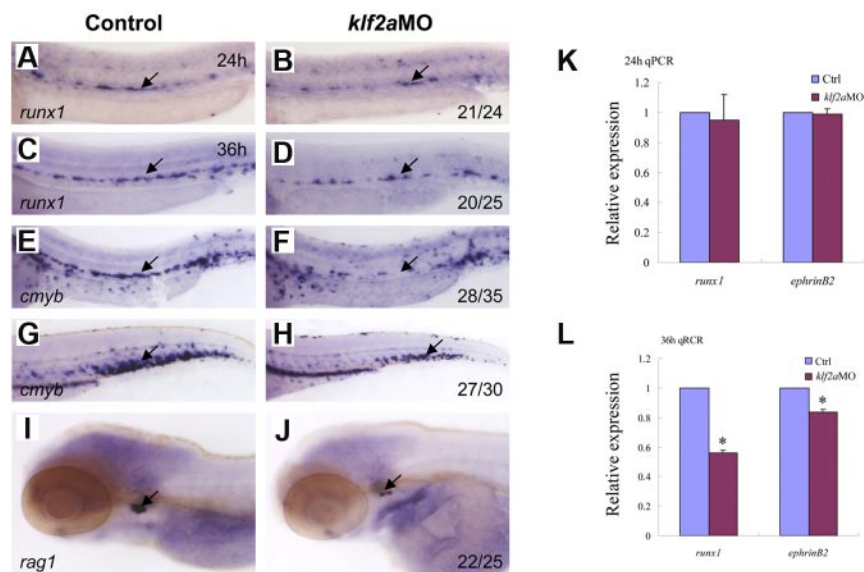 Control
klf2aMO
A
24h
runx1
B
21/24
C
36h
runx1
D
20/25
E
cmyb
F
28/35
G
cmyb
H
27/30
I
rag1
J
22/25
K
24h qPCR
Ctrl
klf2aMO
Relative expression
1.2
1
0.8
0.6
0.4
0.2
0
runx1
ephrinB2
L
36h qRCR
Ctrl
klf2aMO
Relative expression
1.2
1
0.8
0.6
0.4
0.2
0
*
*
runx1
ephrinB2